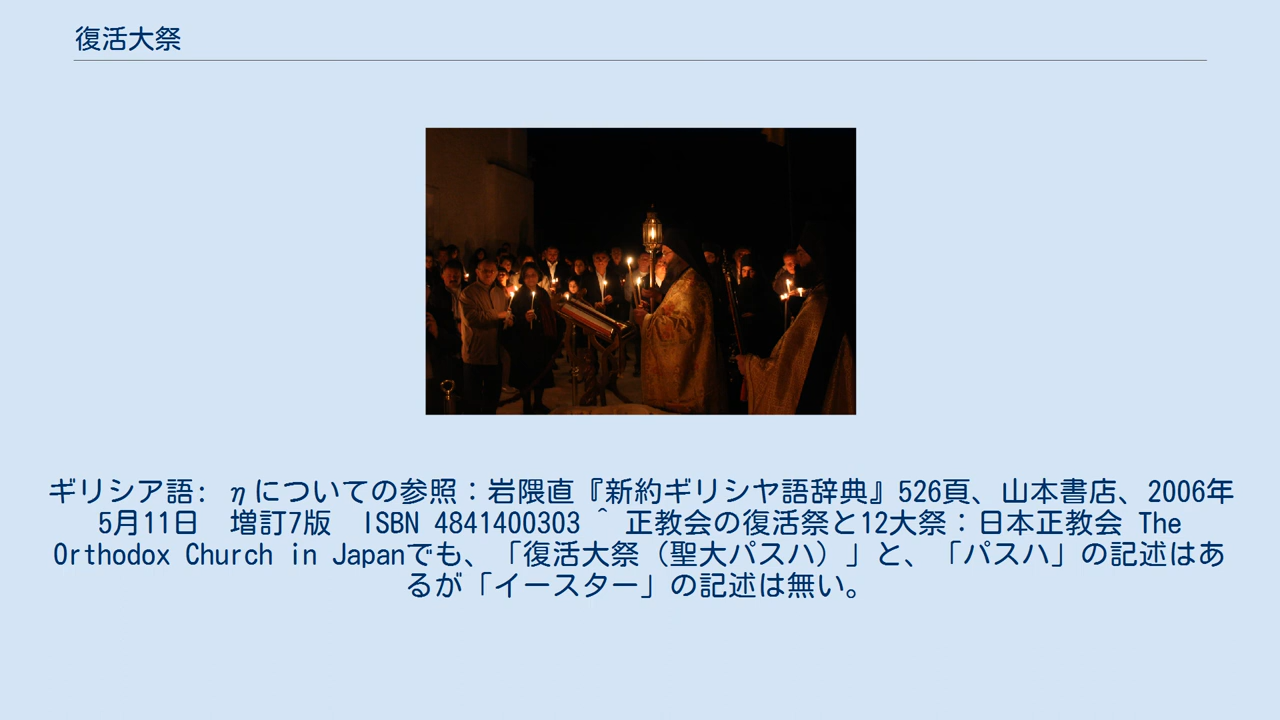 復活大祭
ギリシア語: ηについての参照：岩隈直『新約ギリシヤ語辞典』526頁、山本書店、2006年
5月11日　増訂7版　ISBN 4841400303 ^ 正教会の復活祭と12大祭：日本正教会 The
Orthodox Church in Japanでも、「復活大祭（聖大パスハ）」と、「パスハ」の記述はあ
るが「イースター」の記述は無い。